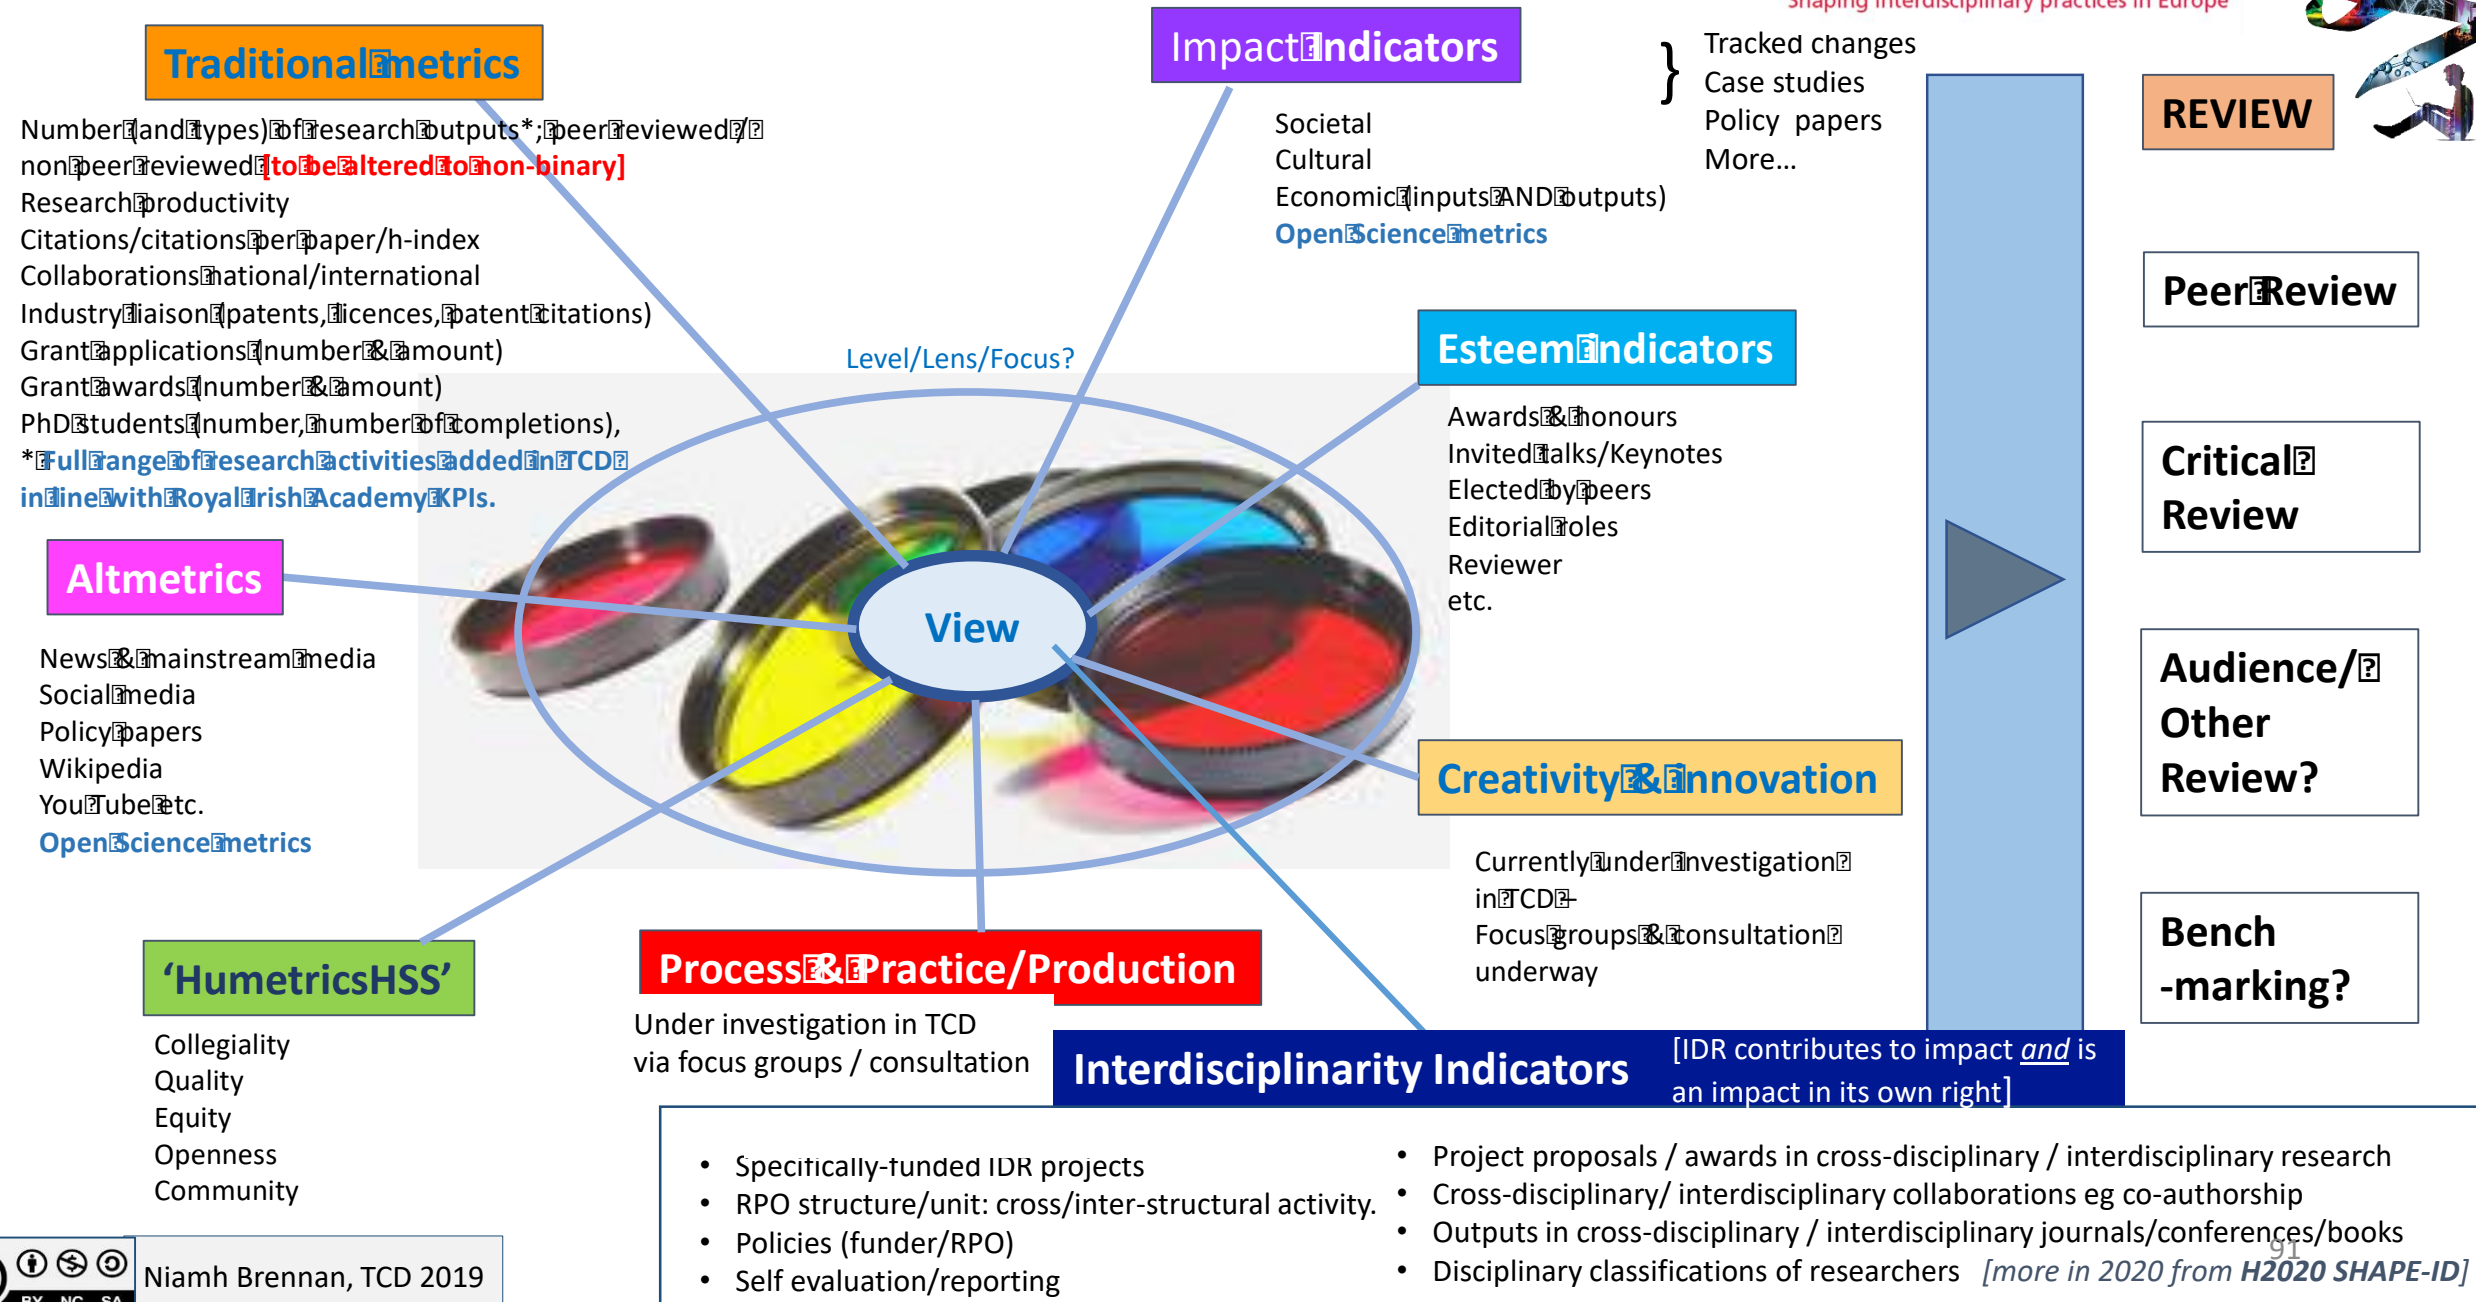 Shaping interdisciplinary practices in Europe
Traditional metrics
Number (and types) of research outputs*; peer reviewed /
non peer reviewed [to be altered to non-binary]
Research productivity
Citations/citations per paper/h-index
Collaborations national/international
Industry liaison (patents, licences, patent citations)
Grant applications (number & amount)
Grant awards (number & amount)
PhD students (number, number of completions),
* Full range of research activities added in TCD
in line with Royal Irish Academy KPIs.
Impact Indicators
Societal
Cultural
Economic (inputs AND outputs)
Open Science metrics
} Tracked changes
Case studies
Policy papers
More...
Level/Lens/Focus?
Esteem indicators
Awards & honours
Invited talks/Keynotes
Elected by peers
Editorial roles
Reviewer
etc.
Altmetrics
News & mainstream media
Social media
Policy papers
Wikipedia
You Tube etc.
Open Science metrics
View
Creativity & innovation
Currently under investigation
in TCD –
Focus groups & consultation
underway
'HumetricsHSS'
Collegiality
Quality
Equity
Openness
Community
Process & Practice/Production
Under investigation in TCD
via focus groups / consultation
Interdisciplinarity Indicators
[IDR contributes to impact and is
an impact in its own right]
• Specifically-funded IDR projects
• RPO structure/unit: cross/inter-structural activity.
• Policies (funder/RPO)
• Self evaluation/reporting
• Project proposals / awards in cross-disciplinary / interdisciplinary research
• Cross-disciplinary/ interdisciplinary collaborations eg co-authorship
• Outputs in cross-disciplinary / interdisciplinary journals/conferences/books
• Disciplinary classifications of researchers [more in 2020 from H2020 SHAPE-ID]
91
REVIEW
Peer Review
Critical
Review
Audience/
Other
Review?
Bench
-marking?
BY NC SA
Niamh Brennan, TCD 2019